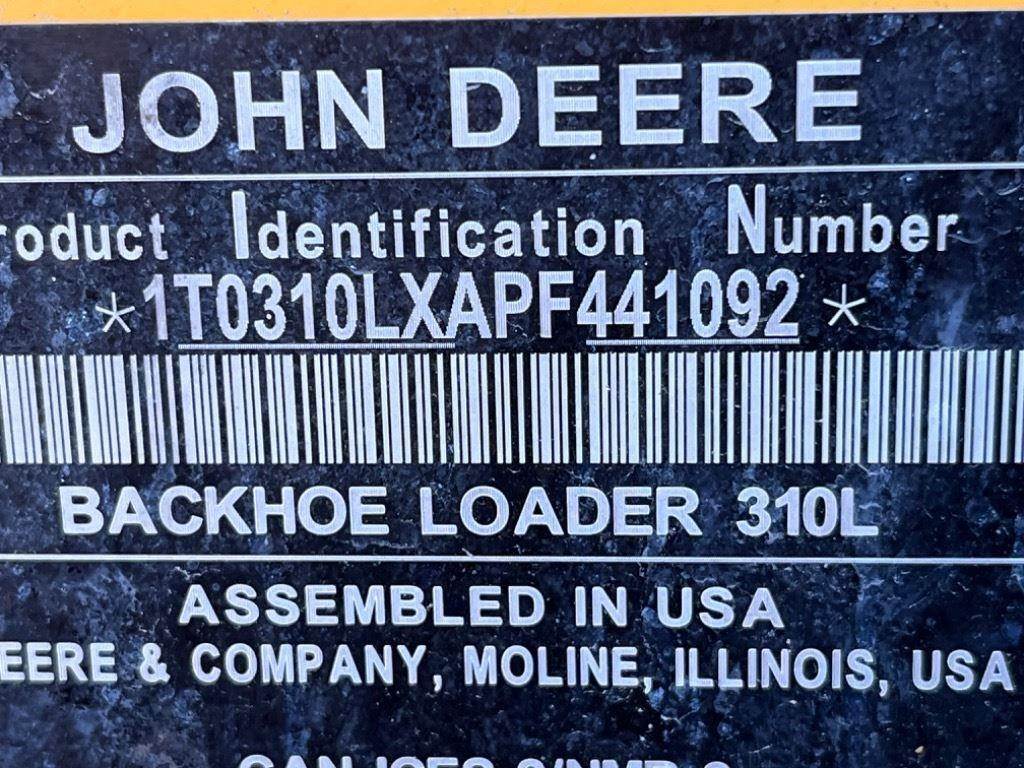 JOHN DEERE
roduct Identification Number
*1T0310LXAPF441092*
BACKHOE LOADER 310L
ASSEMBLED IN USA
EERE & COMPANY, MOLINE, ILLINOIS, USA